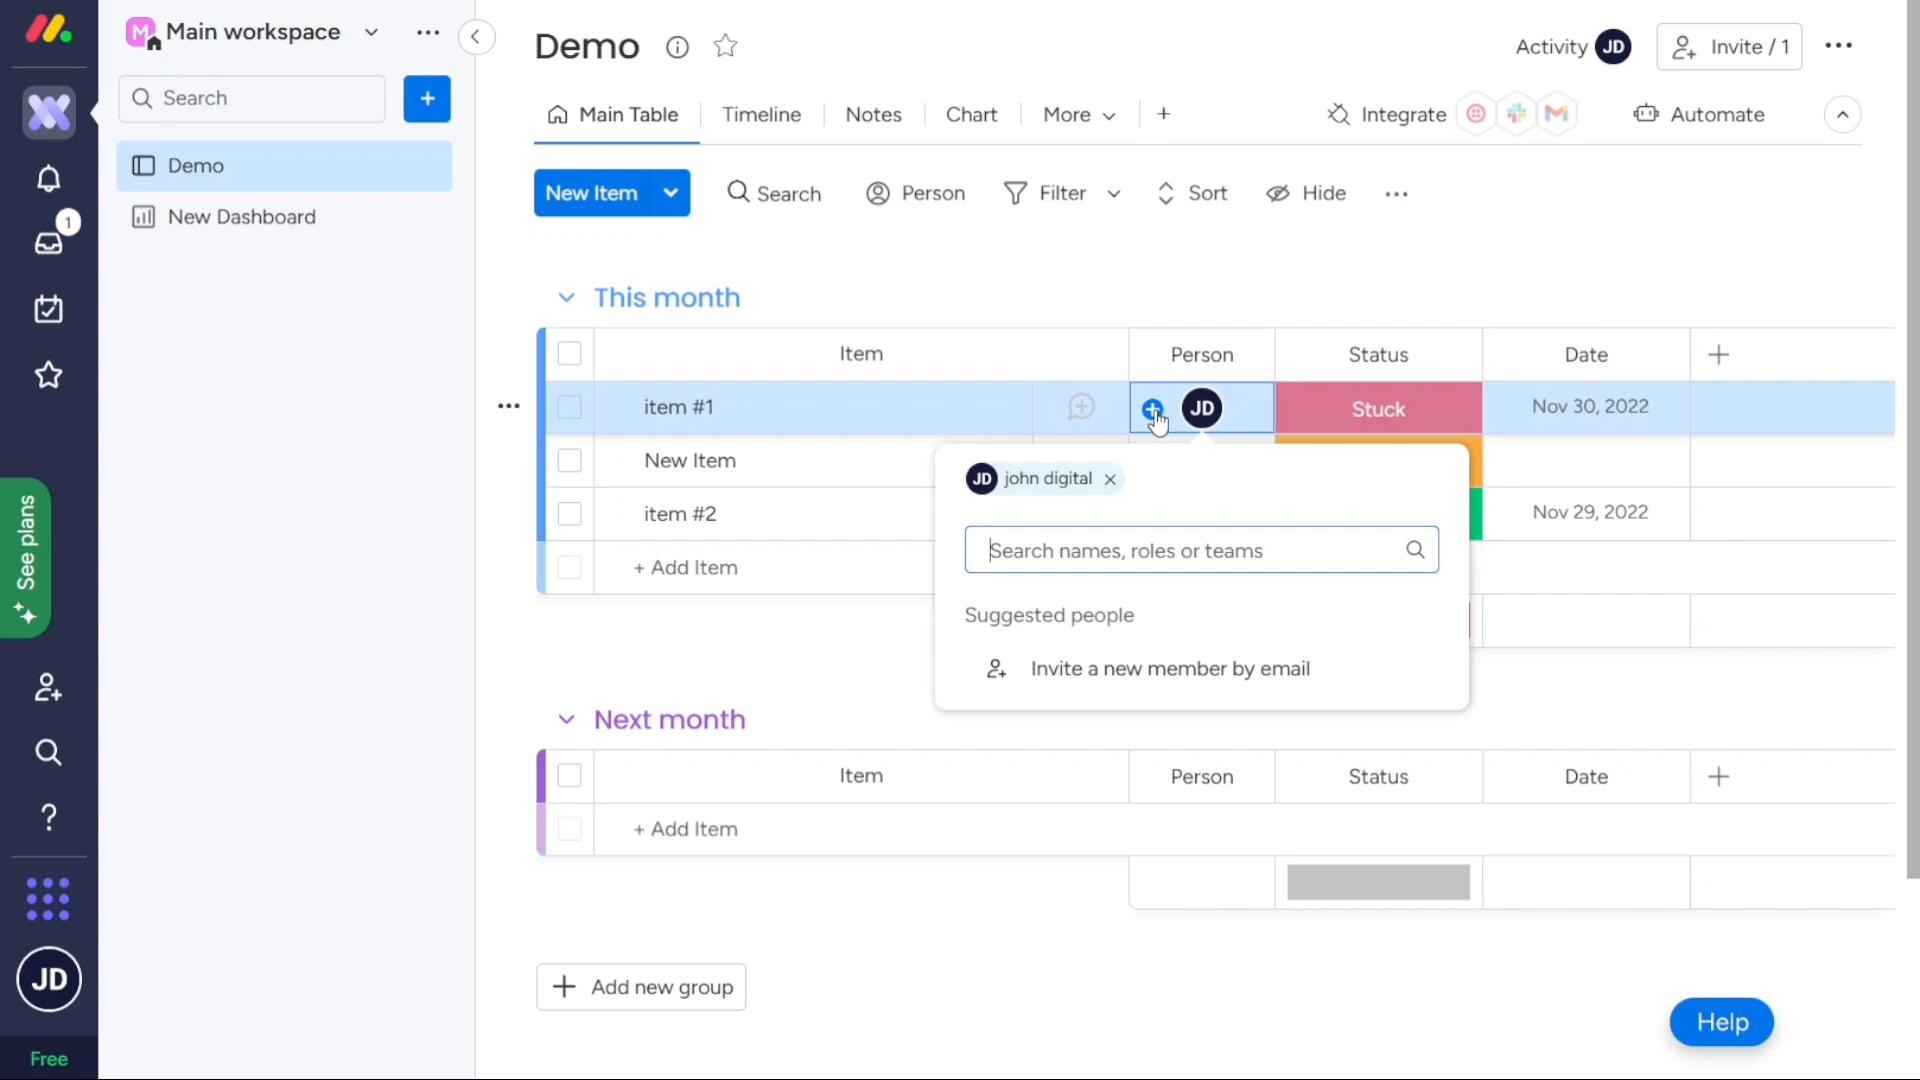 M Main workspace
Search
+
Demo
New Dashboard
1
See plans
?
JD
Free
Demo
Activity JD
Invite / 1
Main Table
Timeline
Notes
Chart
More
+
Integrate
Automate
New Item
Search
Person
Filter
Sort
Hide
This month
Item Person Status Date +
item #1 JD Stuck Nov 30, 2022
New Item
item #2 Nov 29, 2022
+ Add Item
JD john digital ×
Search names, roles or teams
Suggested people
Invite a new member by email
Next month
Item Person Status Date +
+ Add Item
+ Add new group
Help